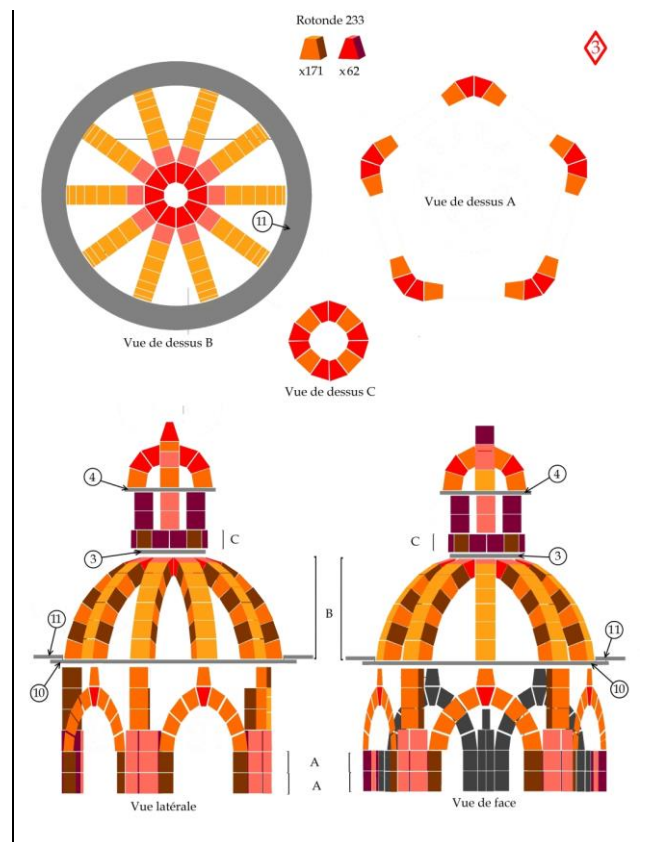 Rotonde 233
3
x171 x62
Vue de dessus A
11
Vue de dessus B
Vue de dessus C
4
4
C
C
3
3
B
11
11
10
10
A
A
Vue latérale
Vue de face